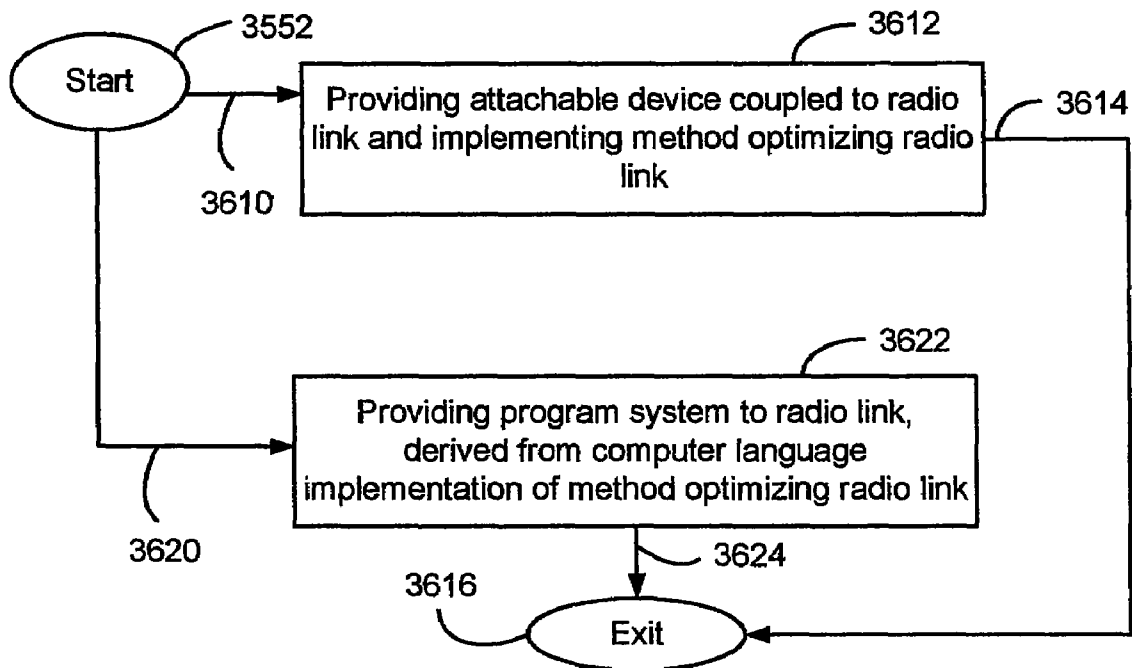 3552
Start
3612
Providing attachable device coupled to radio
link and implementing method optimizing radio
link
3614
3610
3622
Providing program system to radio link,
derived from computer language
implementation of method optimizing radio link
3620
3624
3616
Exit